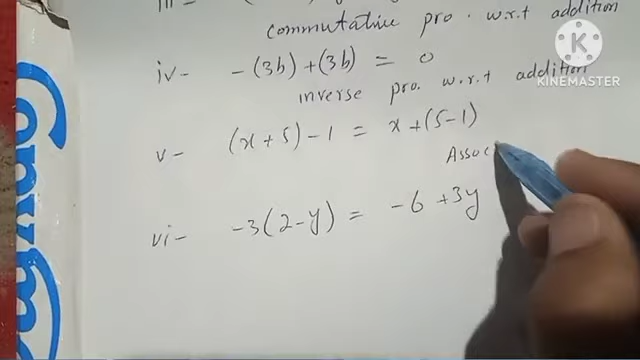 commutative pro. w.r.t addition
iv- -(3b)+(3b) = 0
inverse pro. w.r.t addition
v- (x+5)-1 = x+(5-1)
Assoc
vi- -3(2-y) = -6 +3y
K
KINEMASTER